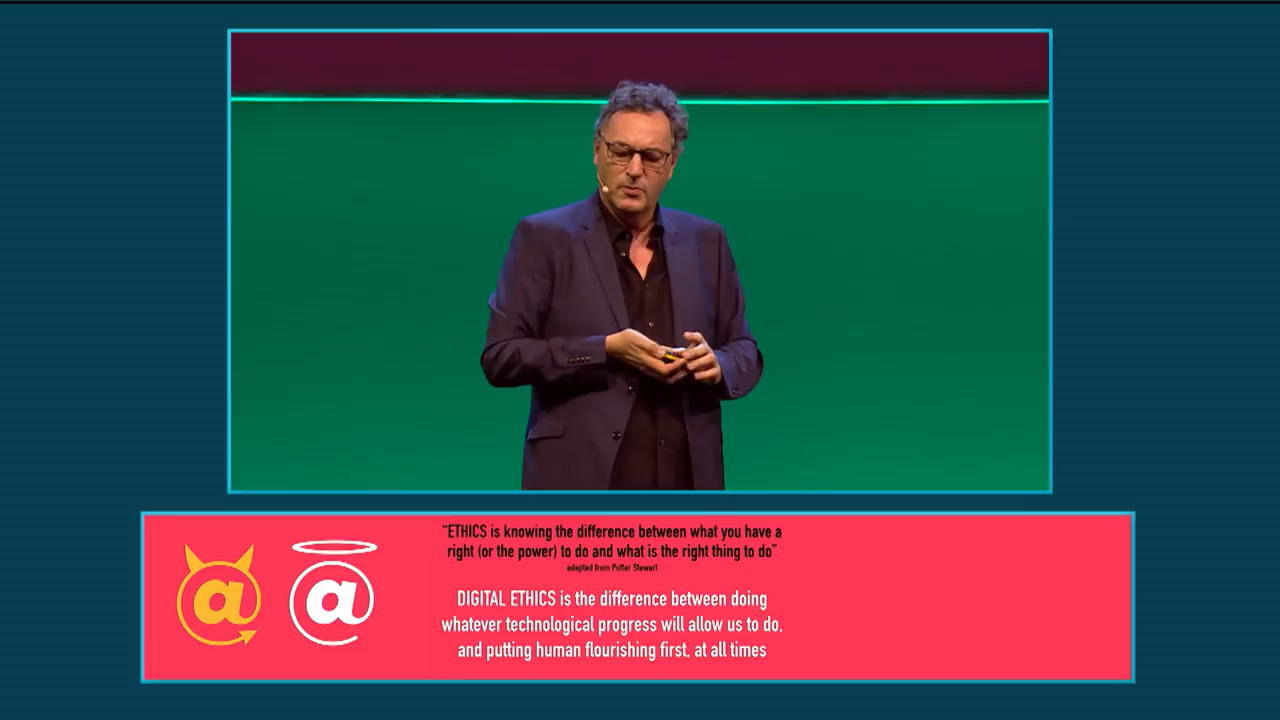 @ @
"ETHICS is knowing the difference between what you have a
right (or the power) to do and what is the right thing to do"
adapted from Potter Stewart
DIGITAL ETHICS is the difference between doing
whatever technological progress will allow us to do,
and putting human flourishing first, at all times